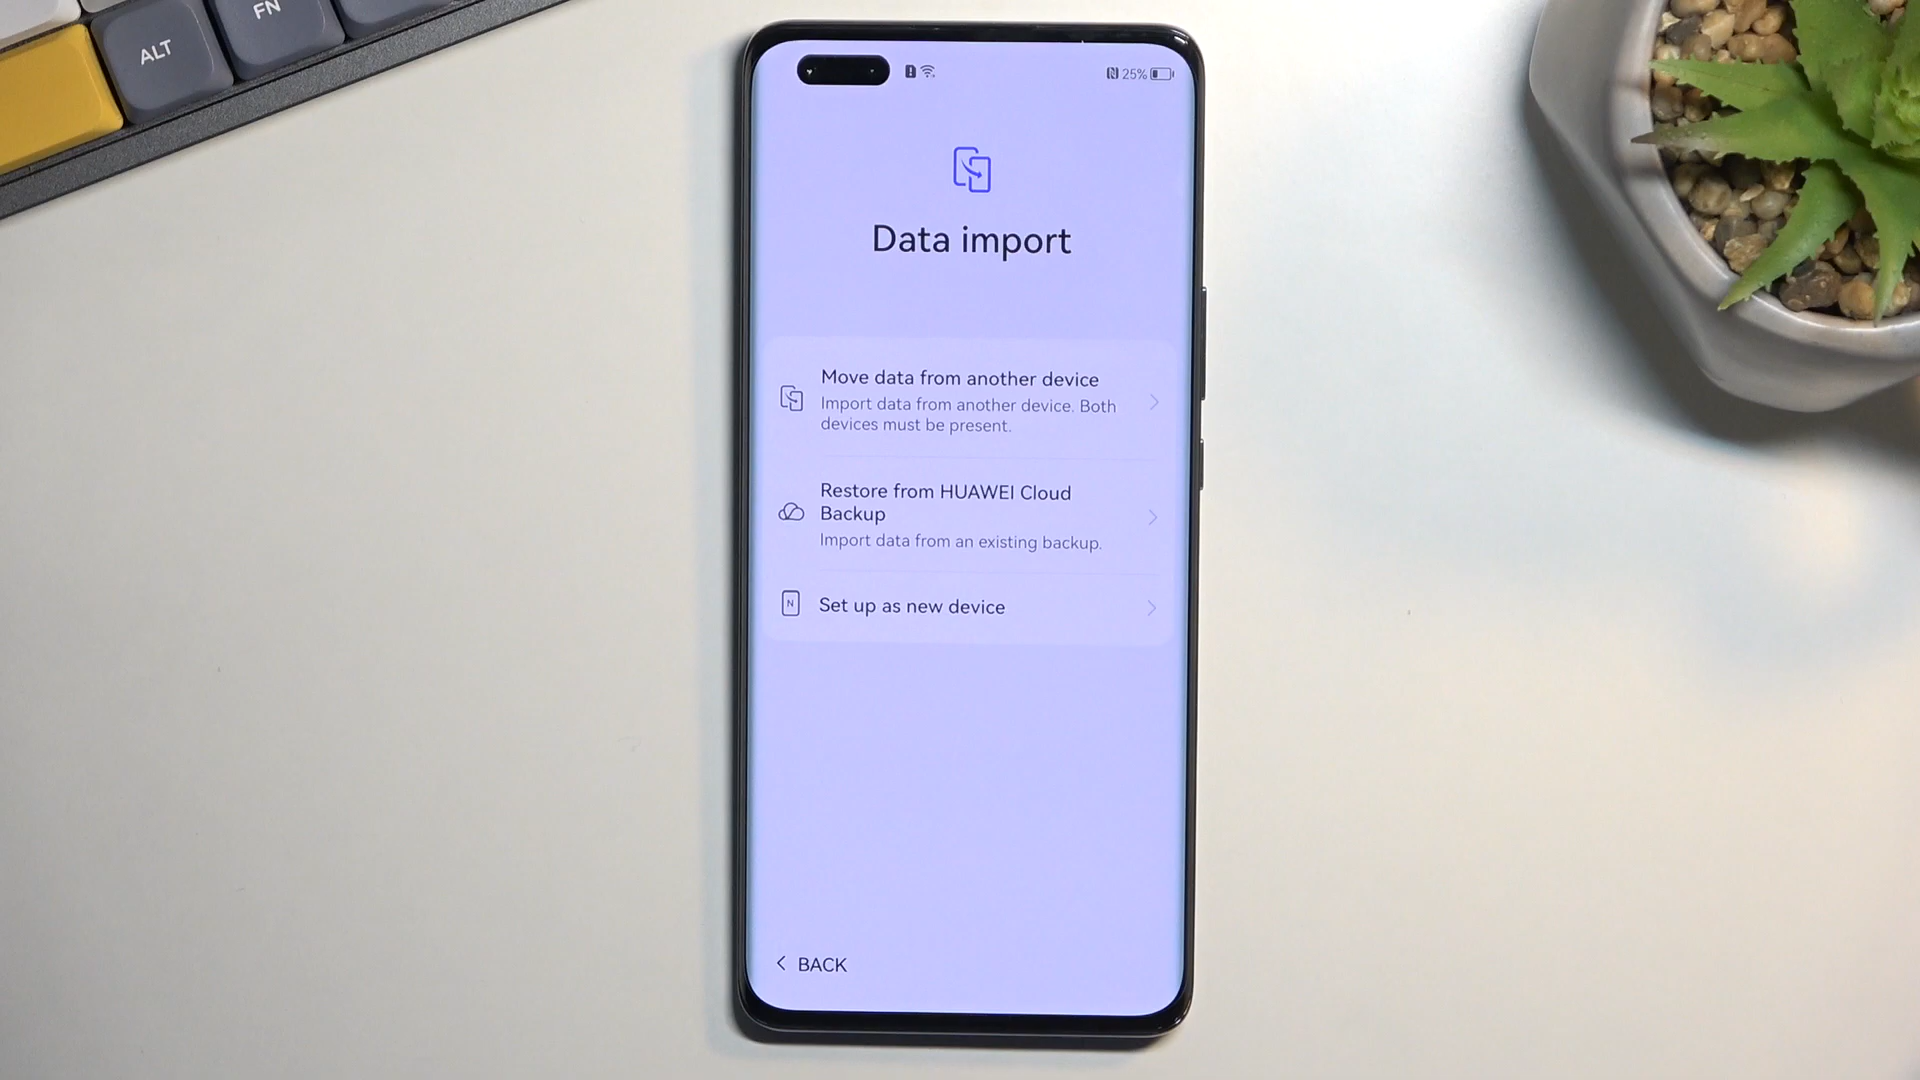 FN
ALT
25%
Data import
Move data from another device
Import data from another device. Both
devices must be present.
Restore from HUAWEI Cloud
Backup
Import data from an existing backup.
N
Set up as new device
BACK